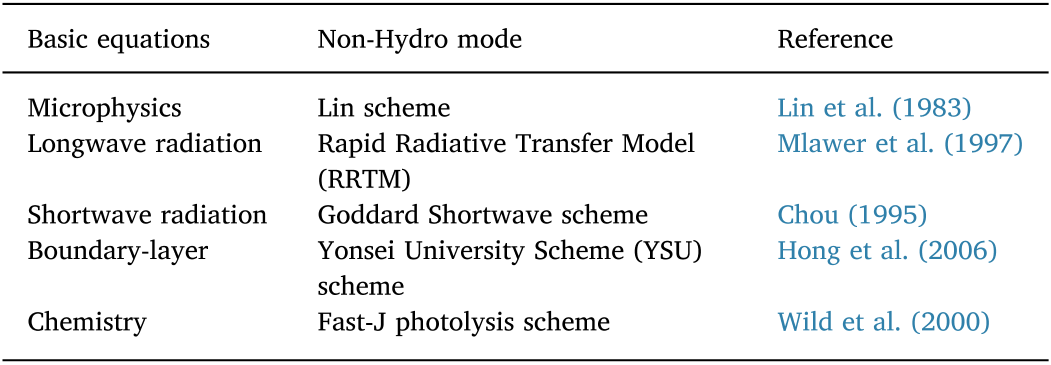 Basic equations Non-Hydro mode Reference
Microphysics Lin scheme Lin et al. (1983)
Longwave radiation Rapid Radiative Transfer Model Mlawer et al. (1997)
(RRTM)
Shortwave radiation Goddard Shortwave scheme Chou (1995)
Boundary-layer Yonsei University Scheme (YSU) Hong et al. (2006)
scheme
Chemistry Fast-J photolysis scheme Wild et al. (2000)